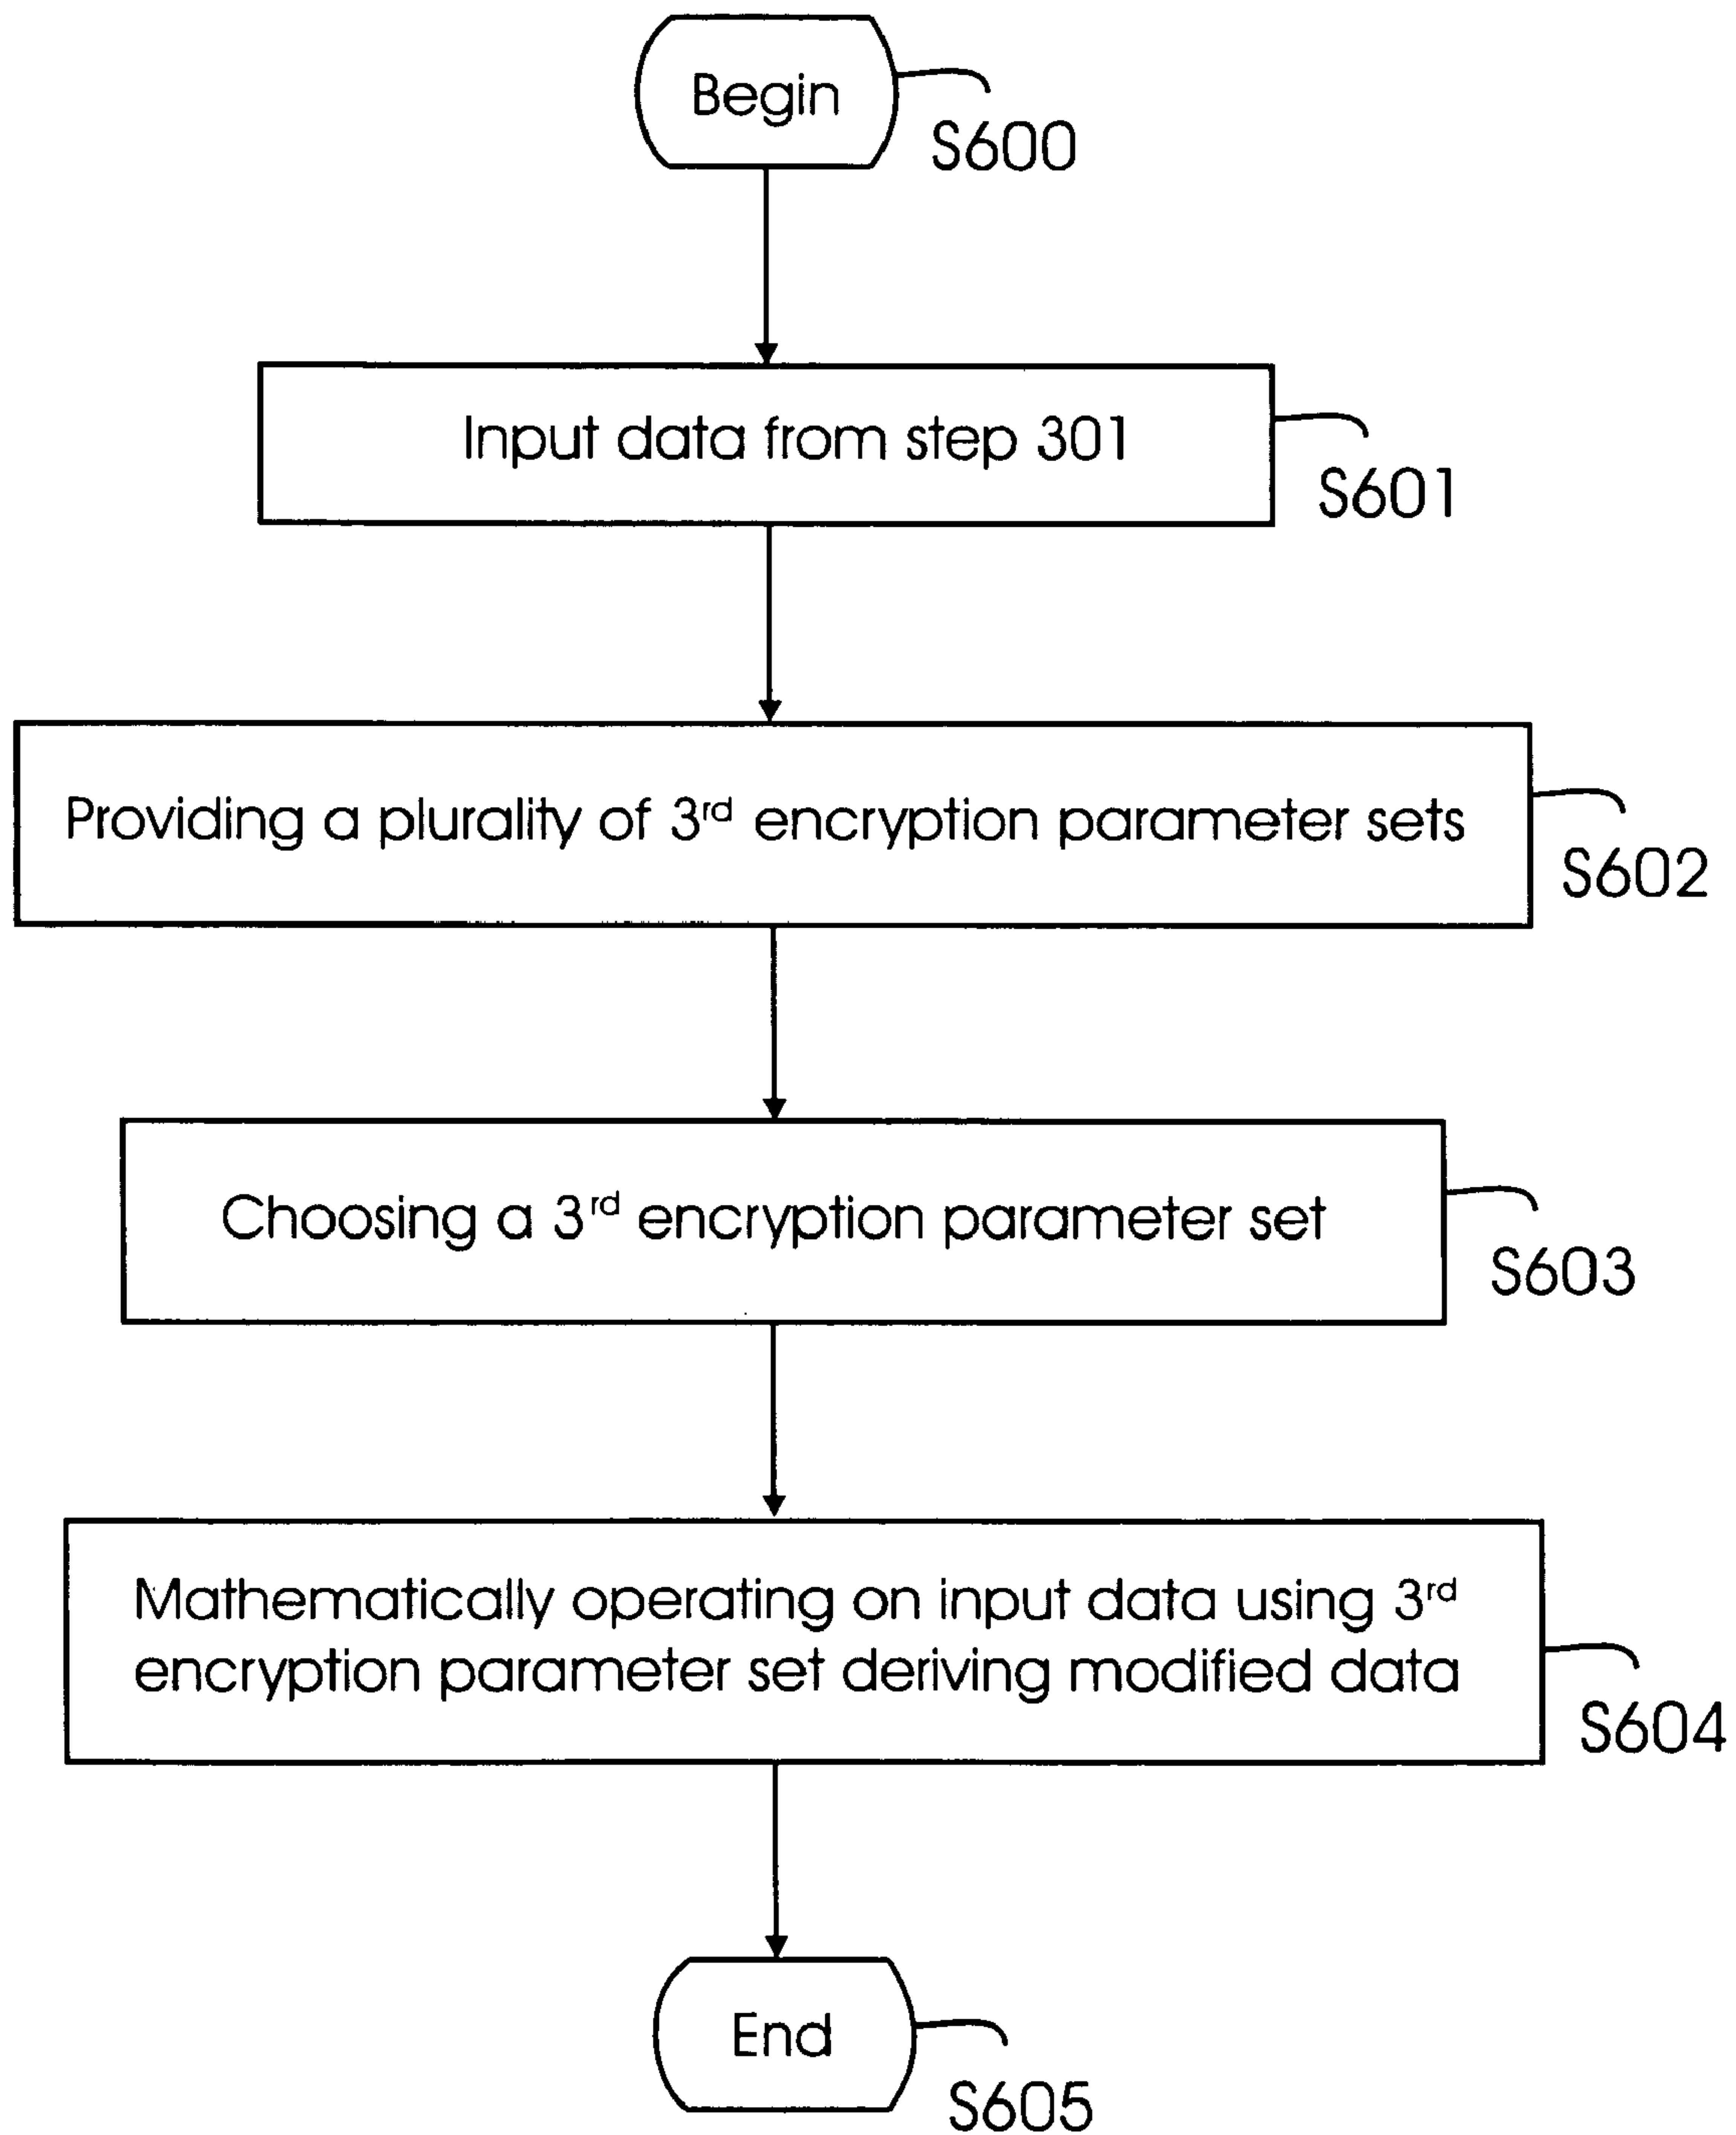 Begin
S600
Input data from step 301
S601
Providing a plurality of 3rd encryption parameter sets
S602
Choosing a 3rd encryption parameter set
S603
Mathematically operating on input data using 3rd
encryption parameter set deriving modified data
S604
End
S605